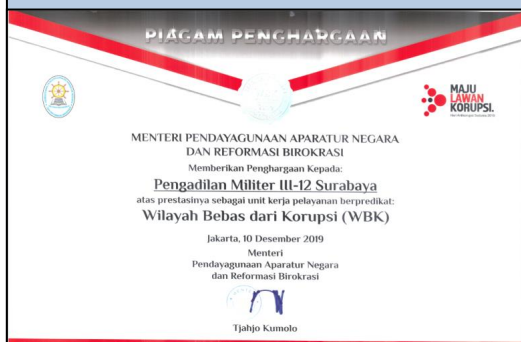 PIAGAM PENGHARGAAN
MAJU
LAWAN
KORUPSI.
MENTERI PENDAYAGUNAAN APARATUR NEGARA
DAN REFORMASI BIROKRASI
Memberikan Penghargaan Kepada:
Pengadilan Militer III-12 Surabaya
atas prestasinya sebagai unit kerja pelayanan berpredikat:
Wilayah Bebas dari Korupsi (WBK)
Jakarta, 10 Desember 2019
Menteri
Pendayagunaan Aparatur Negara
dan Reformasi Birokrasi
Tjahjo Kumolo